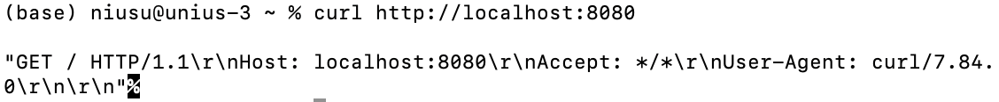 (base) niusu@unius-3 ~ % curl http://localhost:8080
"GET / HTTP/1.1\r\nHost: localhost:8080\r\nAccept: */*\r\nUser-Agent: curl/7.84.
0\r\n\r\n"%